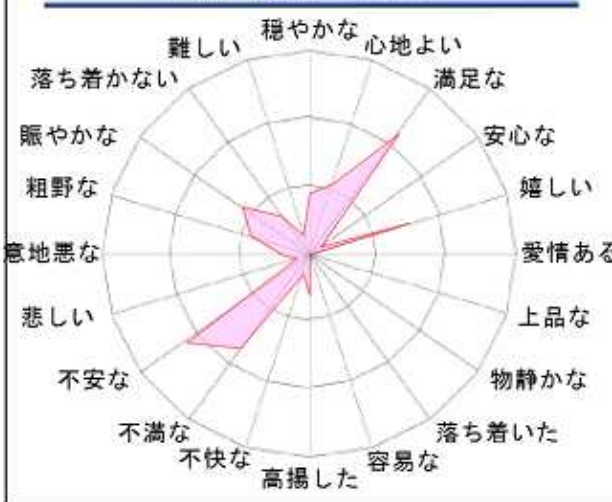 穏やかな
心地よい
満足な
安心な
嬉しい
愛情ある
上品な
物静かな
落ち着いた
容易な
高揚した
不快な
不満な
不安な
悲しい
意地悪な
粗野な
賑やかな
落ち着かない
難しい